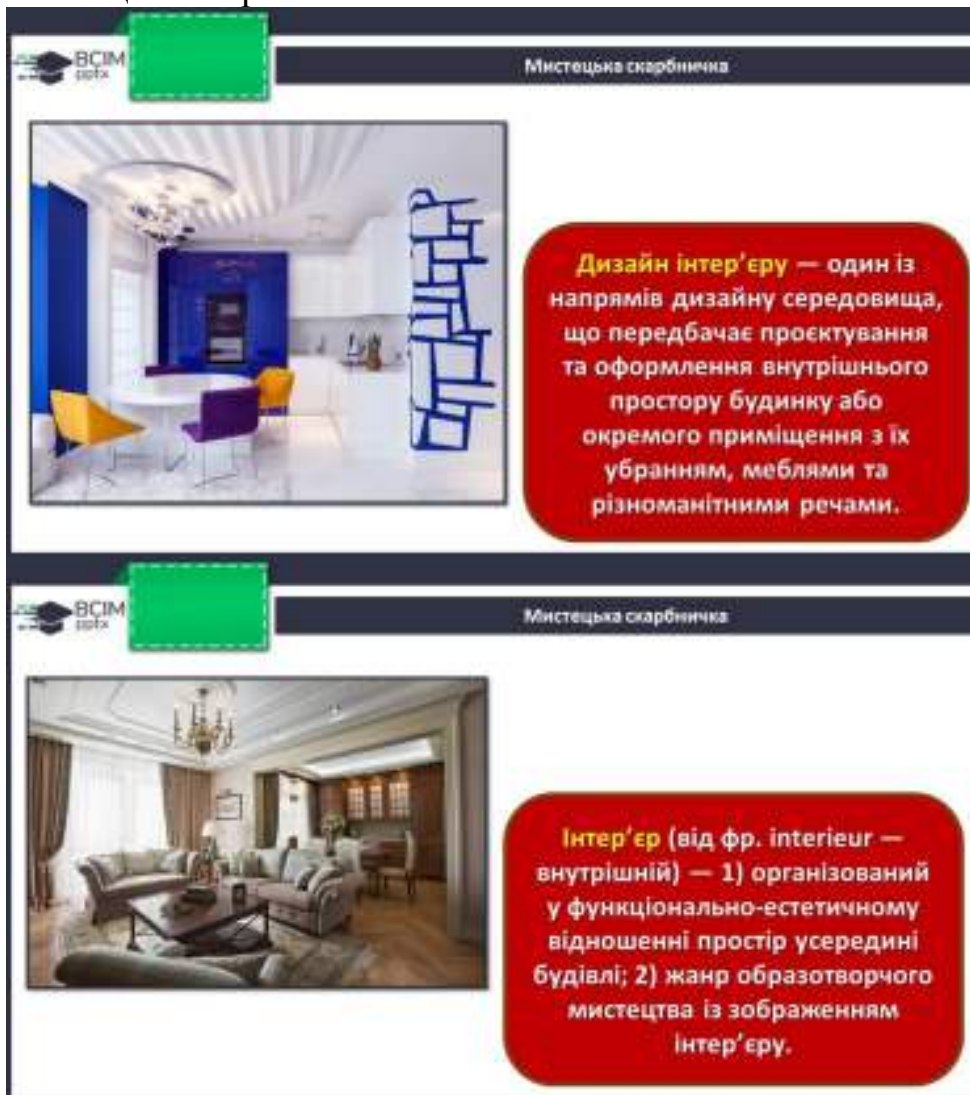 ВСІМ
pptx
Мистецька скарбничка
Дизайн інтер’єру — один із
напрямів дизайну середовища,
що передбачає проєктування
та оформлення внутрішнього
простору будинку або
окремого приміщення з їх
убранням, меблями та
різноманітними речами.
ВСІМ
pptx
Мистецька скарбничка
Інтер’єр (від фр. interieur —
внутрішній) — 1) організований
у функціонально-естетичному
відношенні простір усередині
будівлі; 2) жанр образотворчого
мистецтва із зображенням
інтер’єру.